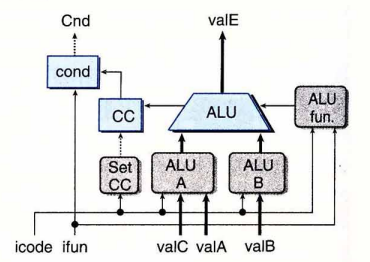 Cnd
valE
cond
CC
ALU
ALU
fun.
Set
CC
ALU
A
ALU
B
icode
ifun
valC
valA
valB